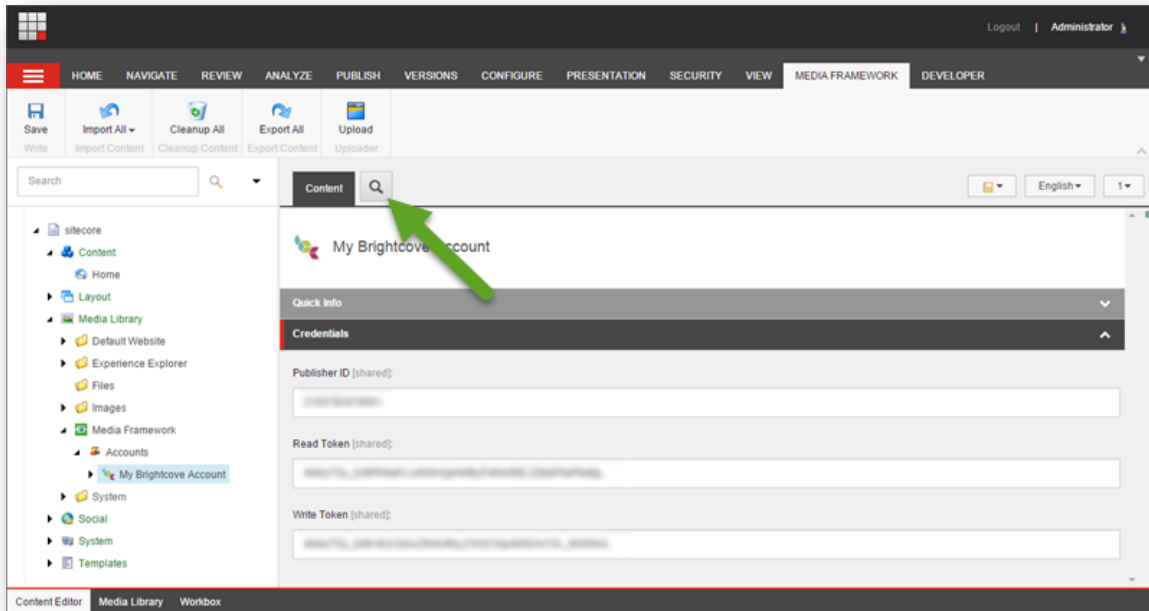 Logout | Administrator
HOME NAVIGATE REVIEW ANALYZE PUBLISH VERSIONS CONFIGURE PRESENTATION SECURITY VIEW MEDIA FRAMEWORK DEVELOPER
Save Import All Cleanup All Export All Upload
Write Import Content Cleanup Content Export Content Uploader
Search
Content
English
1
sitecore
Content
Home
Layout
Media Library
Default Website
Experience Explorer
Files
Images
Media Framework
Accounts
My Brightcove Account
System
Social
System
Templates
My Brightcove Account
Quick Info
Credentials
Publisher ID [shared]:
Read Token [shared]:
Write Token [shared]:
Content Editor Media Library Workbox